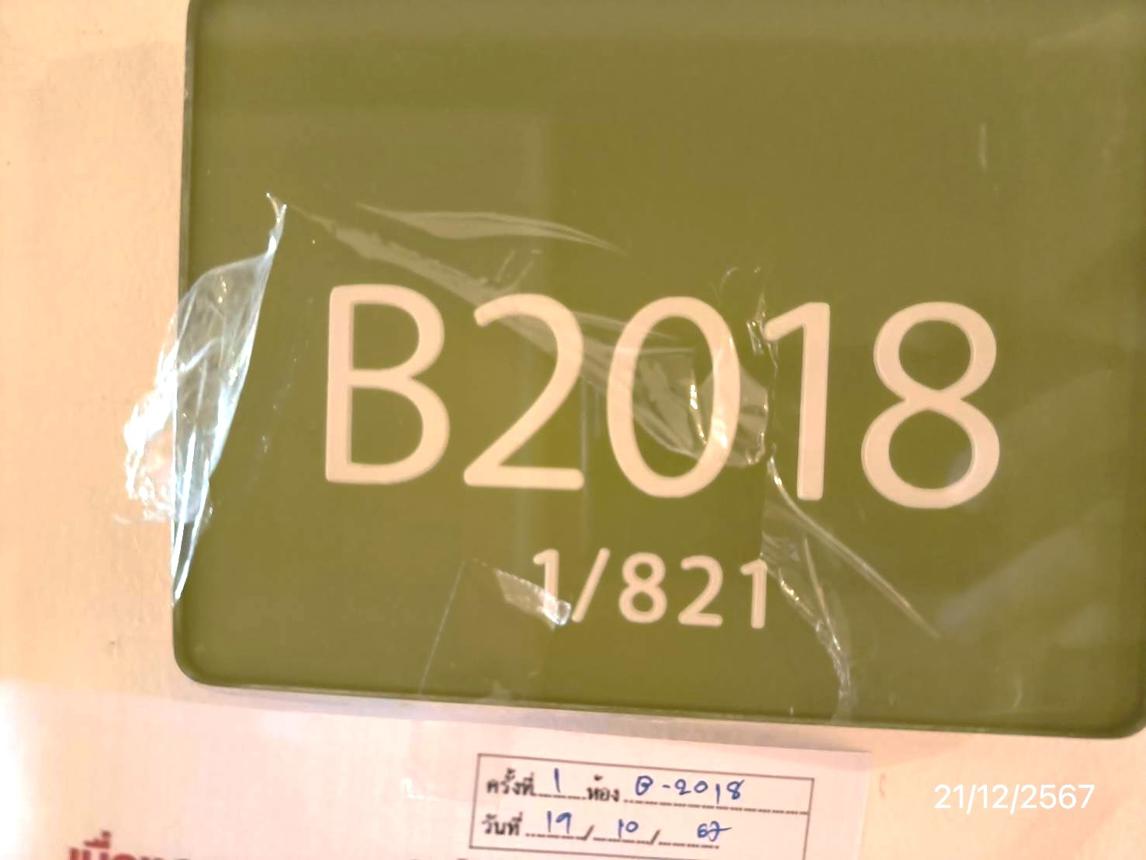 B2018
1/821
ครั้งที่ 1 ห้อง B-2018
วันที่ 19 / 10 / 67
21/12/2567